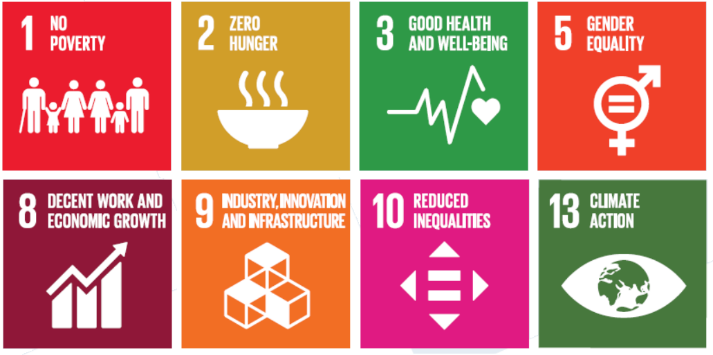 1 NO
POVERTY
2 ZERO
HUNGER
3 GOOD HEALTH
AND WELL-BEING
5 GENDER
EQUALITY
8 DECENT WORK AND
ECONOMIC GROWTH
9 INDUSTRY, INNOVATION
AND INFRASTRUCTURE
10 REDUCED
INEQUALITIES
13 CLIMATE
ACTION